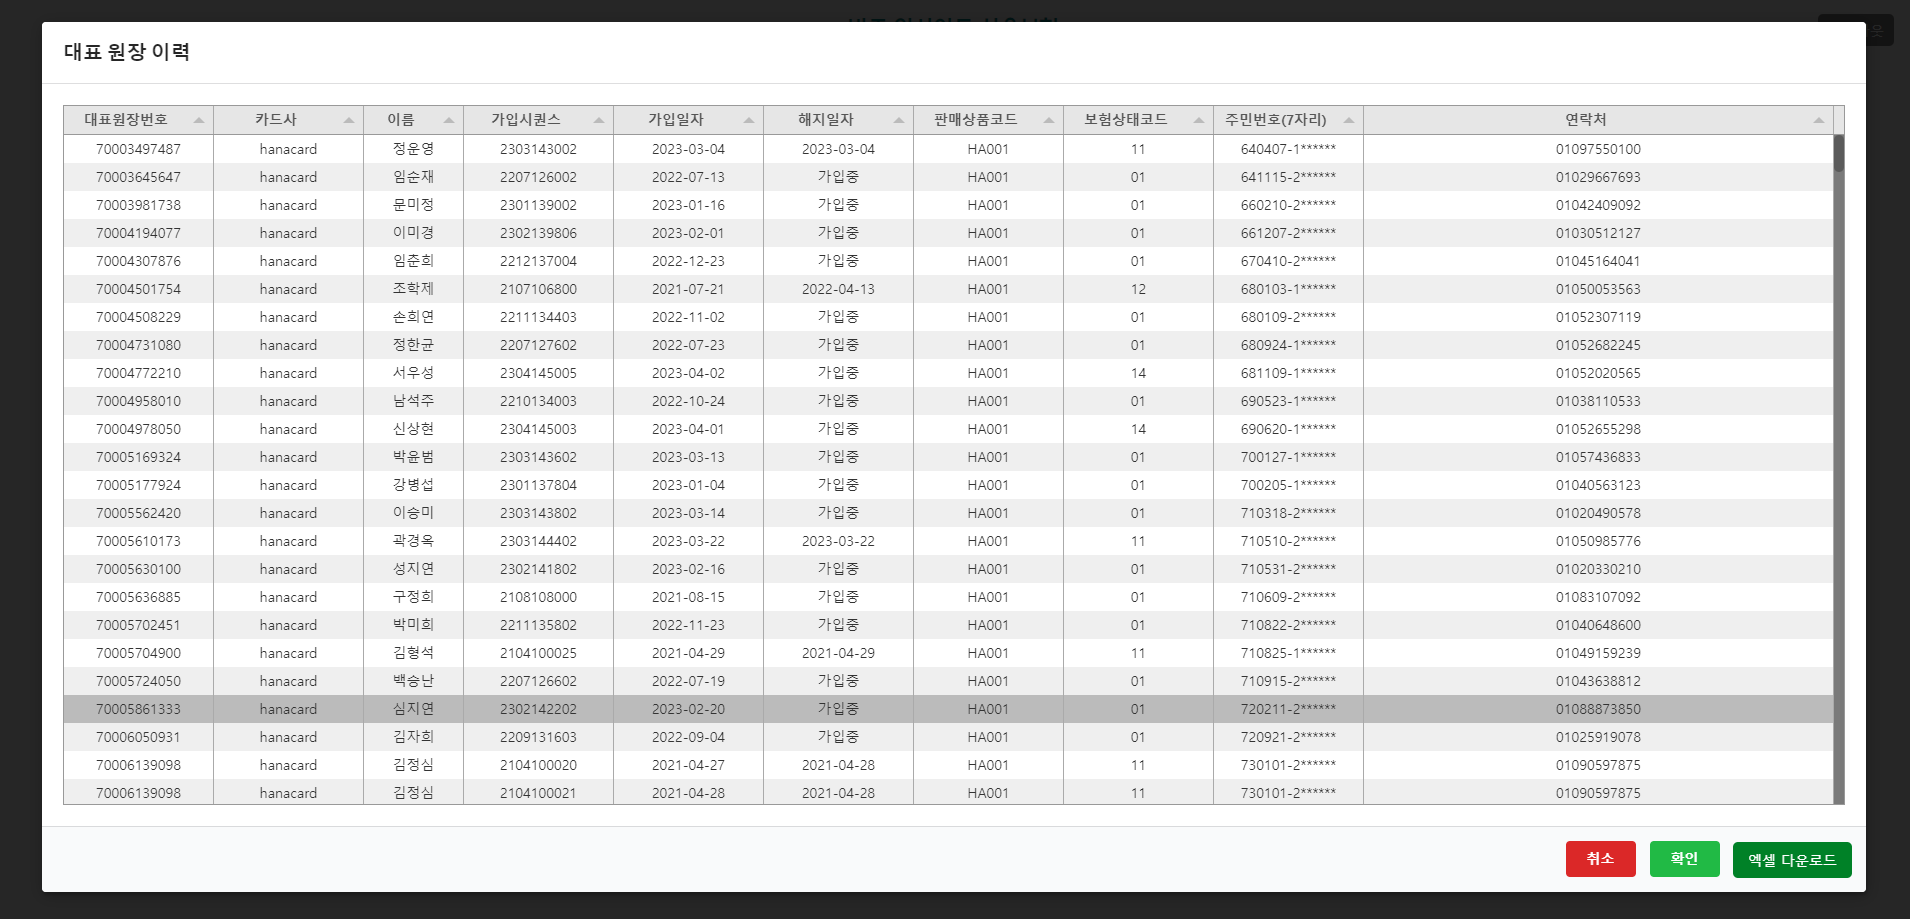 대표 원장 이력
대표원장번호 카드사 이름 가입시퀀스 가입일자 해지일자 판매상품코드 보험상태코드 주민번호(7자리) 연락처
70003497487 hanacard 정운영 2303143002 2023-03-04 2023-03-04 HA001 11 640407-1****** 01097550100
70003645647 hanacard 임순재 2207126002 2022-07-13 가입중 HA001 01 641115-2****** 01029667693
70003981738 hanacard 문미정 2301139002 2023-01-16 가입중 HA001 01 660210-2****** 01042409092
70004194077 hanacard 이미경 2302139806 2023-02-01 가입중 HA001 01 661207-2****** 01030512127
70004307876 hanacard 임춘희 2212137004 2022-12-23 가입중 HA001 01 670410-2****** 01045164041
70004501754 hanacard 조학제 2107106800 2021-07-21 2022-04-13 HA001 12 680103-1****** 01050053563
70004508229 hanacard 손희연 2211134403 2022-11-02 가입중 HA001 01 680109-2****** 01052307119
70004731080 hanacard 정한균 2207127602 2022-07-23 가입중 HA001 01 680924-1****** 01052682245
70004772210 hanacard 서우성 2304145005 2023-04-02 가입중 HA001 14 681109-1****** 01052020565
70004958010 hanacard 남석주 2210134003 2022-10-24 가입중 HA001 01 690523-1****** 01038110533
70004978050 hanacard 신상현 2304145003 2023-04-01 가입중 HA001 14 690620-1****** 01052655298
70005169324 hanacard 박윤범 2303143602 2023-03-13 가입중 HA001 01 700127-1****** 01057436833
70005177924 hanacard 강병섭 2301137804 2023-01-04 가입중 HA001 01 700205-1****** 01040563123
70005562420 hanacard 이승미 2303143802 2023-03-14 가입중 HA001 01 710318-2****** 01020490578
70005610173 hanacard 곽경옥 2303144402 2023-03-22 2023-03-22 HA001 11 710510-2****** 01050985776
70005630100 hanacard 성지연 2302141802 2023-02-16 가입중 HA001 01 710531-2****** 01020330210
70005636885 hanacard 구정희 2108108000 2021-08-15 가입중 HA001 01 710609-2****** 01083107092
70005702451 hanacard 박미희 2211135802 2022-11-23 가입중 HA001 01 710822-2****** 01040648600
70005704900 hanacard 김형석 2104100025 2021-04-29 2021-04-29 HA001 11 710825-1****** 01049159239
70005724050 hanacard 백승난 2207126602 2022-07-19 가입중 HA001 01 710915-2****** 01043638812
70005861333 hanacard 심지연 2302142202 2023-02-20 가입중 HA001 01 720211-2****** 01088873850
70006050931 hanacard 김자희 2209131603 2022-09-04 가입중 HA001 01 720921-2****** 01025919078
70006139098 hanacard 김정심 2104100020 2021-04-27 2021-04-28 HA001 11 730101-2****** 01090597875
70006139098 hanacard 김정심 2104100021 2021-04-28 2021-04-28 HA001 11 730101-2****** 01090597875
취소 확인 엑셀 다운로드